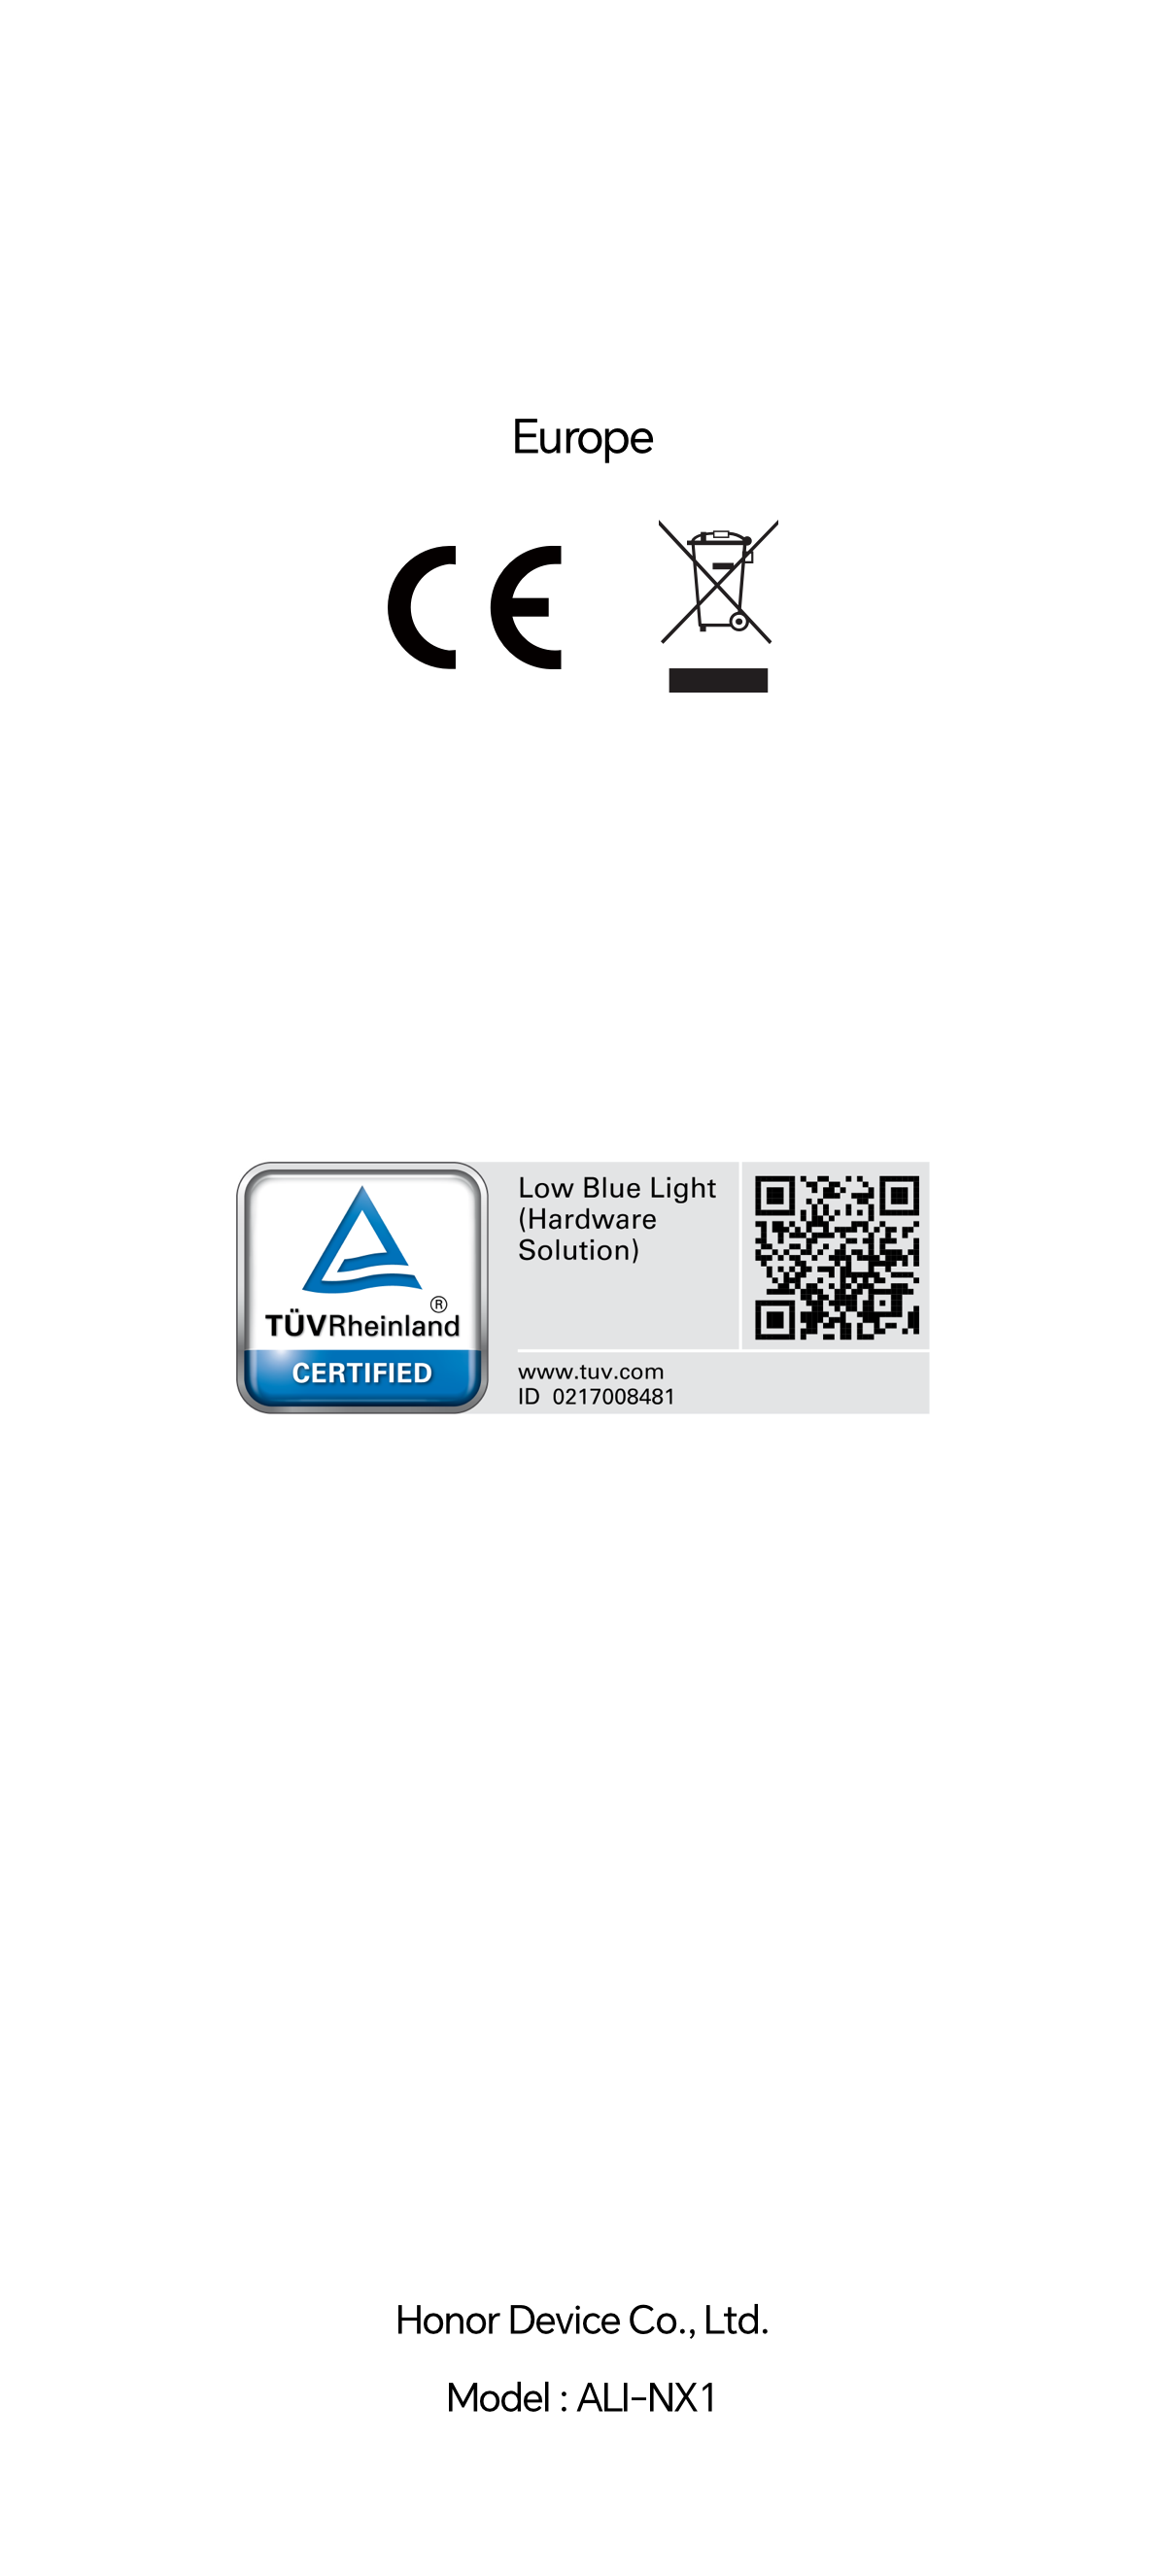 Europe
CE
Low Blue Light
(Hardware
Solution)
®
TÜVRheinland
CERTIFIED
www.tuv.com
ID 0217008481
Honor Device Co., Ltd.
Model : ALI-NX1